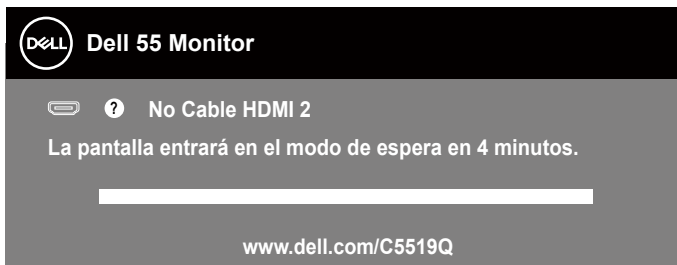 DELL Dell 55 Monitor
? No Cable HDMI 2
La pantalla entrará en el modo de espera en 4 minutos.
www.dell.com/C5519Q